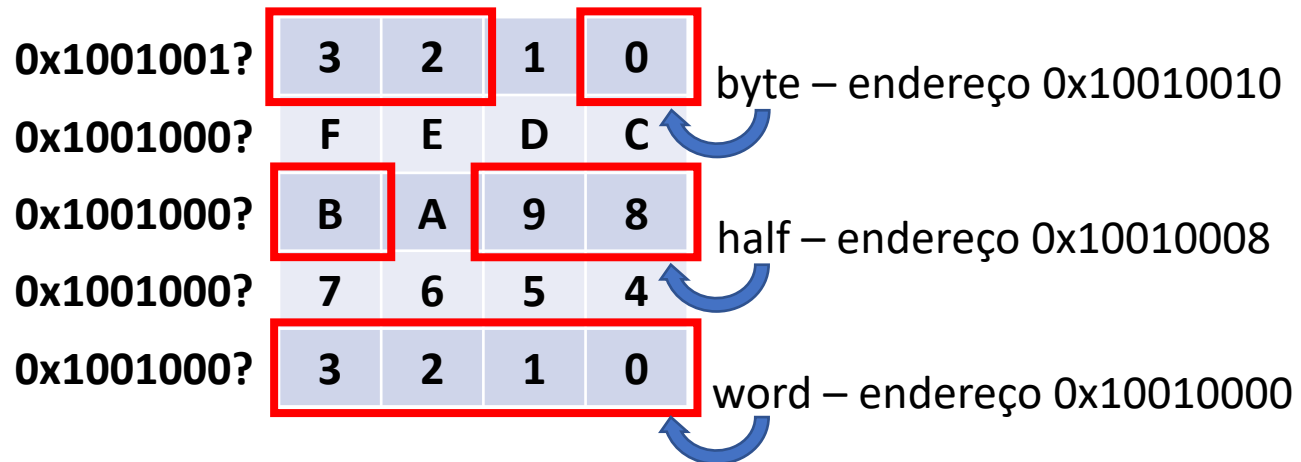 0x1001001? 3 2 1 0
byte – endereço 0x10010010
0x1001000? F E D C
0x1001000? B A 9 8
half – endereço 0x10010008
0x1001000? 7 6 5 4
0x1001000? 3 2 1 0
word – endereço 0x10010000